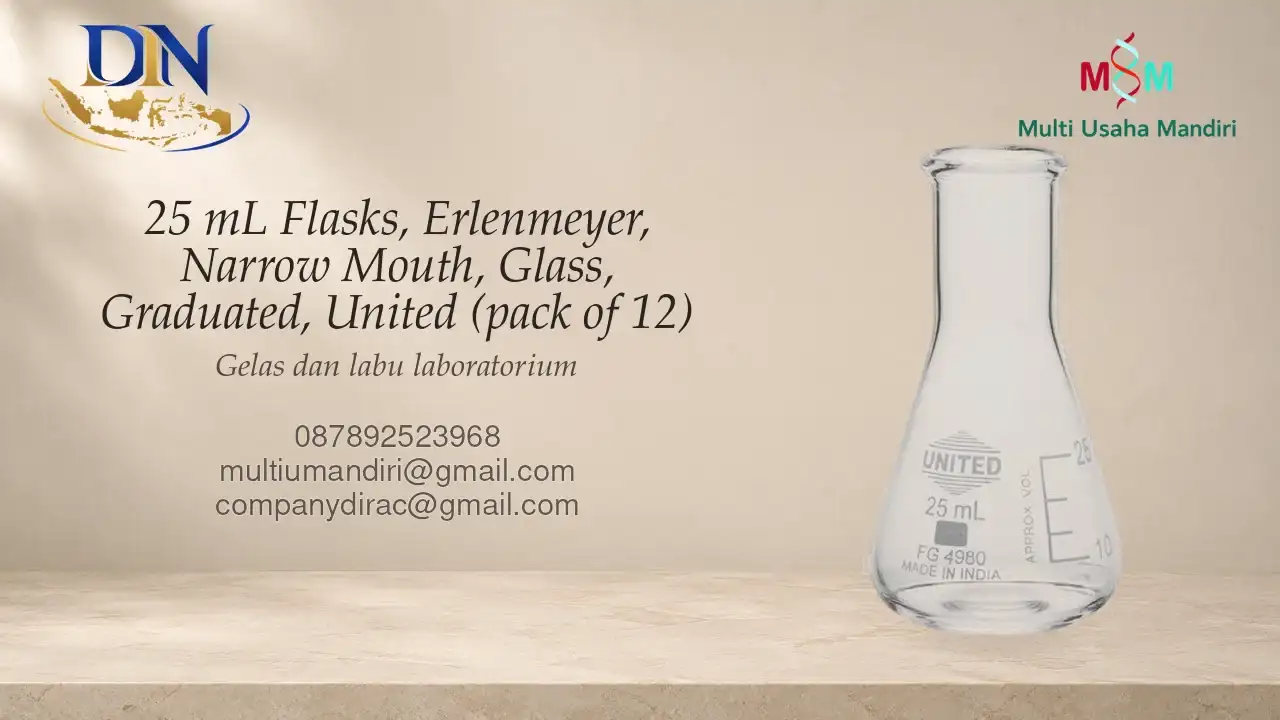 DIN
M M
Multi Usaha Mandiri
25 mL Flasks, Erlenmeyer,
Narrow Mouth, Glass,
Graduated, United (pack of 12)
Gelas dan labu laboratorium
087892523968
multiumandiri@gmail.com
companydirac@gmail.com
UNITED
25 mL
FG 4980
MADE IN INDIA
APPROX VOL
25
10